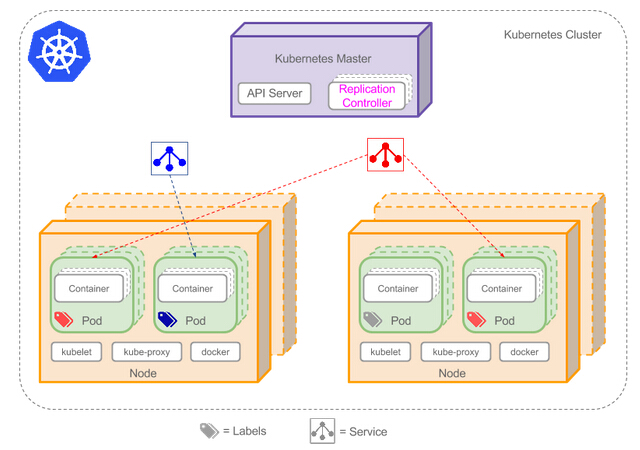 Kubernetes Cluster
Kubernetes Master
API Server
Replication
Controller
Container
Container
Container
Container
Pod
Pod
Pod
Pod
kubelet
kube-proxy
docker
kubelet
kube-proxy
docker
Node
Node
= Labels
= Service